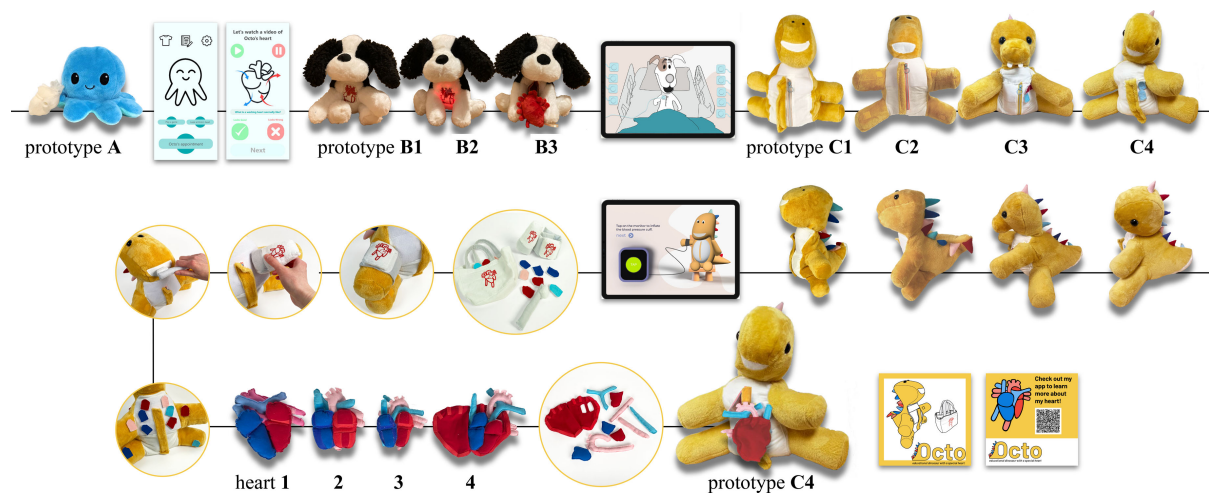 Let's watch a video of
Octo's heart
Octo's appointment
Next
prototype A
prototype B1
B2
B3
prototype C1
C2
C3
C4
Tap on the monitor to inflate
the blood pressure cuff.
heart 1
2
3
4
prototype C4
Octo
Check out my
app to learn
more about
my heart!
Octo